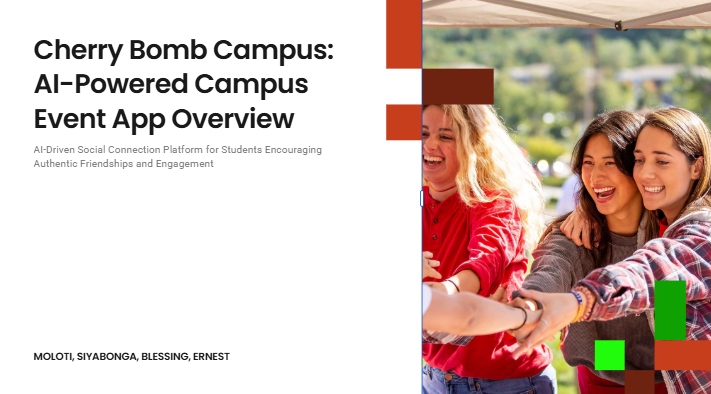 Cherry Bomb Campus:
AI-Powered Campus
Event App Overview
AI-Driven Social Connection Platform for Students Encouraging
Authentic Friendships and Engagement
MOLOTI, SIYABONGA, BLESSING, ERNEST